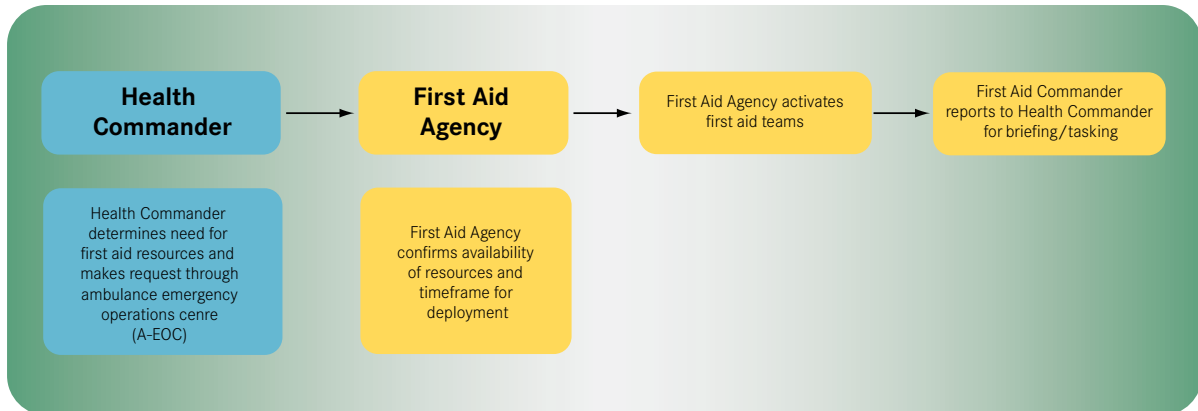 Health
Commander
First Aid
Agency
First Aid Agency activates
first aid teams
First Aid Commander
reports to Health Commander
for briefing/tasking
Health Commander
determines need for
first aid resources and
makes request through
ambulance emergency
operations cenre
(A-EOC)
First Aid Agency
confirms availability
of resources and
timeframe for
deployment